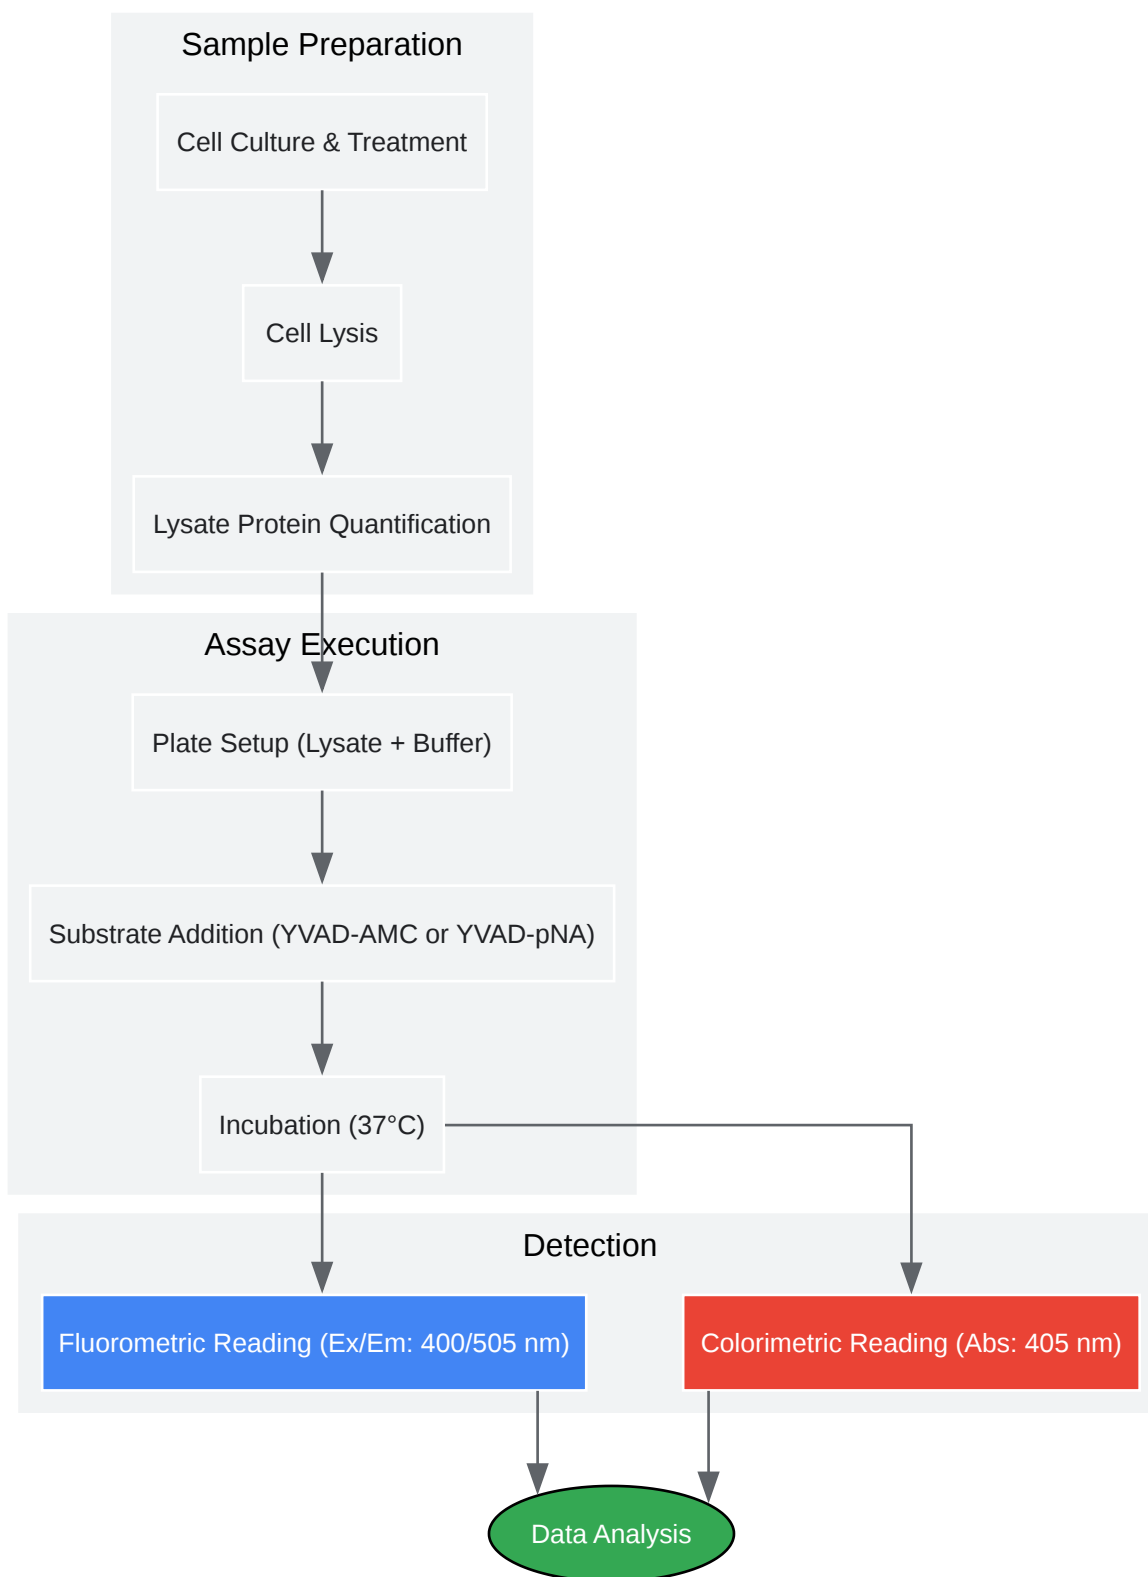 Sample Preparation
Cell Culture & Treatment
Cell Lysis
Lysate Protein Quantification
Assay Execution
Plate Setup (Lysate + Buffer)
Substrate Addition (YVAD-AMC or YVAD-pNA)
Incubation (37°C)
Detection
Fluorometric Reading (Ex/Em: 400/505 nm)
Colorimetric Reading (Abs: 405 nm)
Data Analysis